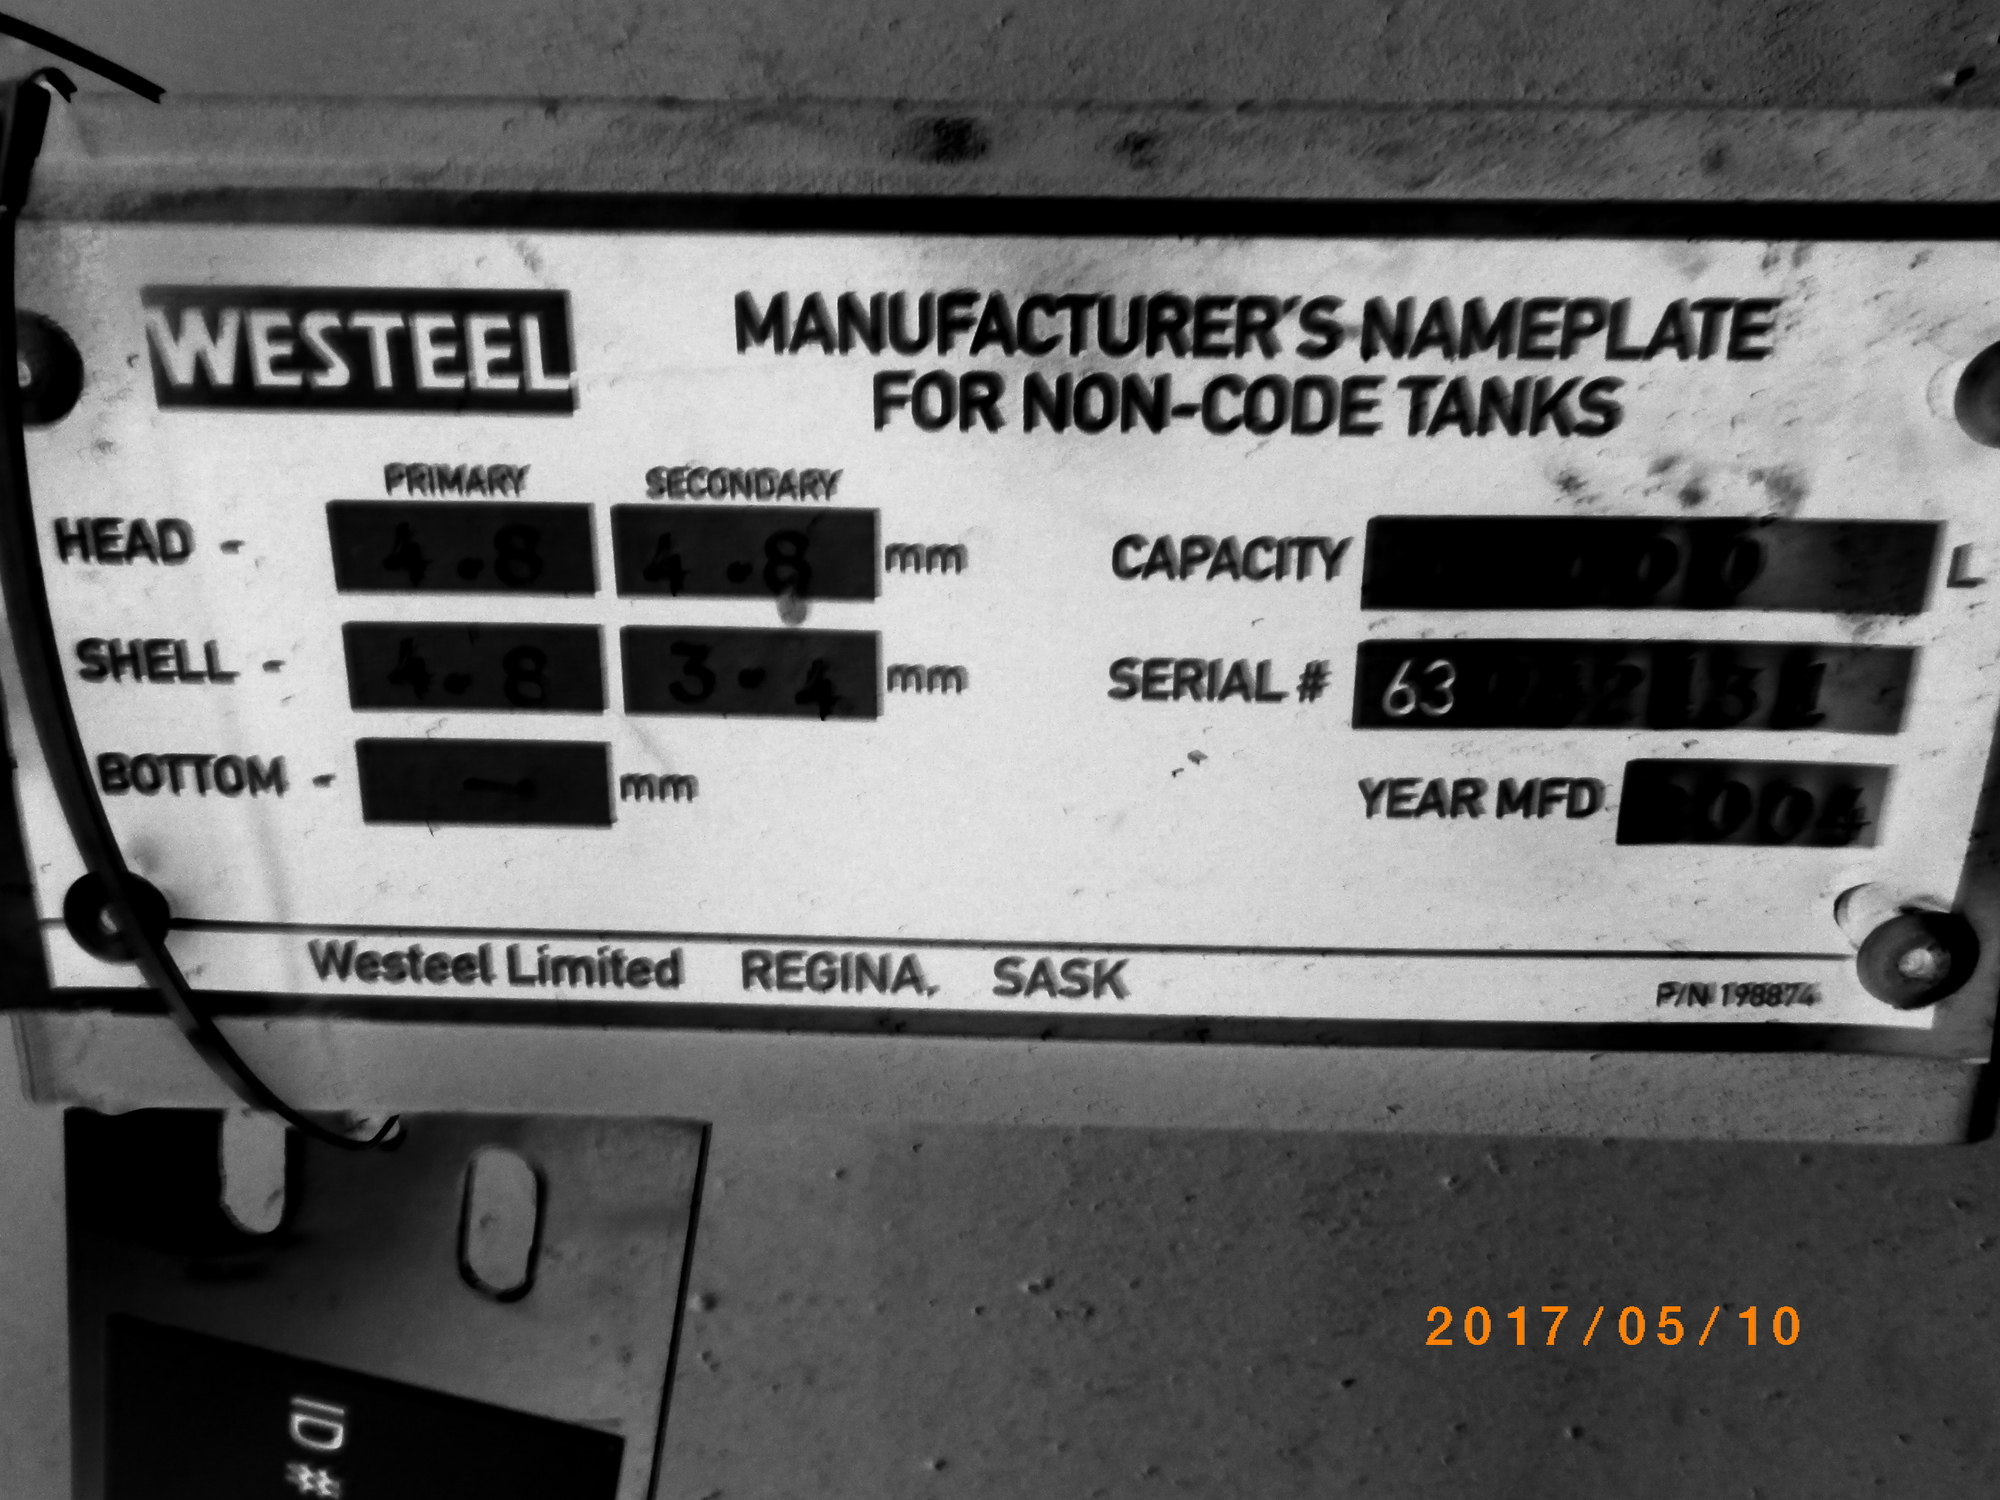 WESTEEL
MANUFACTURER'S NAMEPLATE
FOR NON-CODE TANKS
PRIMARY SECONDARY
HEAD - 4.8 4.8 mm
SHELL - 4.8 3.4 mm
BOTTOM - - mm
CAPACITY L
SERIAL # 63
YEAR MFD
Westeel Limited REGINA, SASK
P/N 198874
2017/05/10
ID #